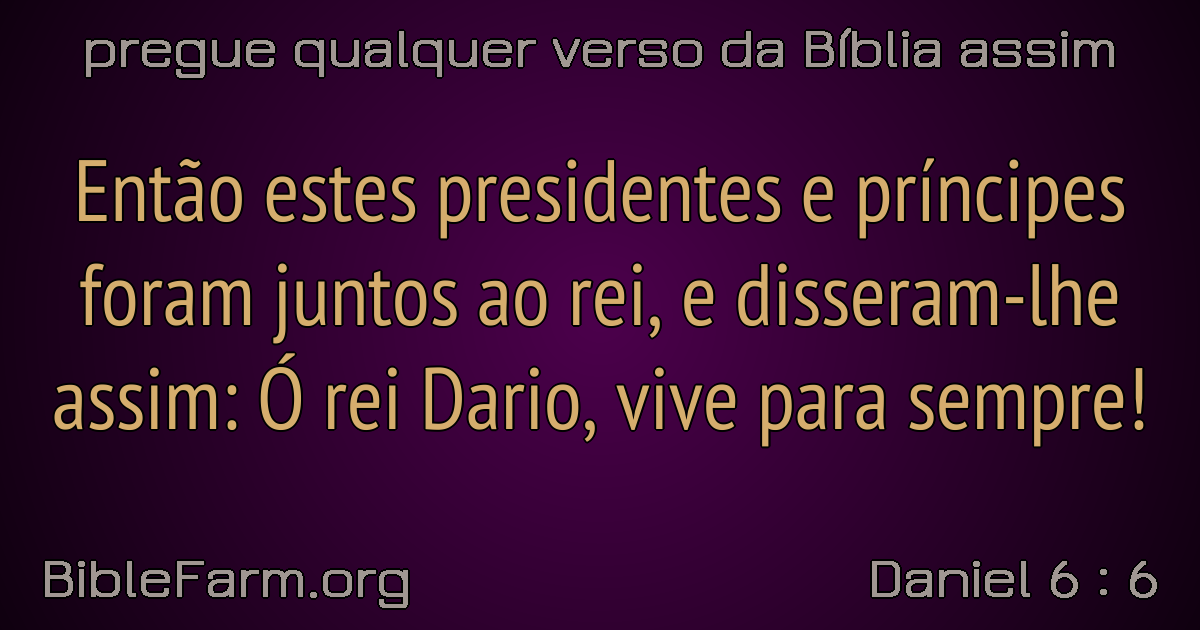 pregue qualquer verso da Bíblia assim
Então estes presidentes e príncipes
foram juntos ao rei, e disseram-lhe
assim: Ó rei Dario, vive para sempre!
BibleFarm.org
Daniel 6 : 6